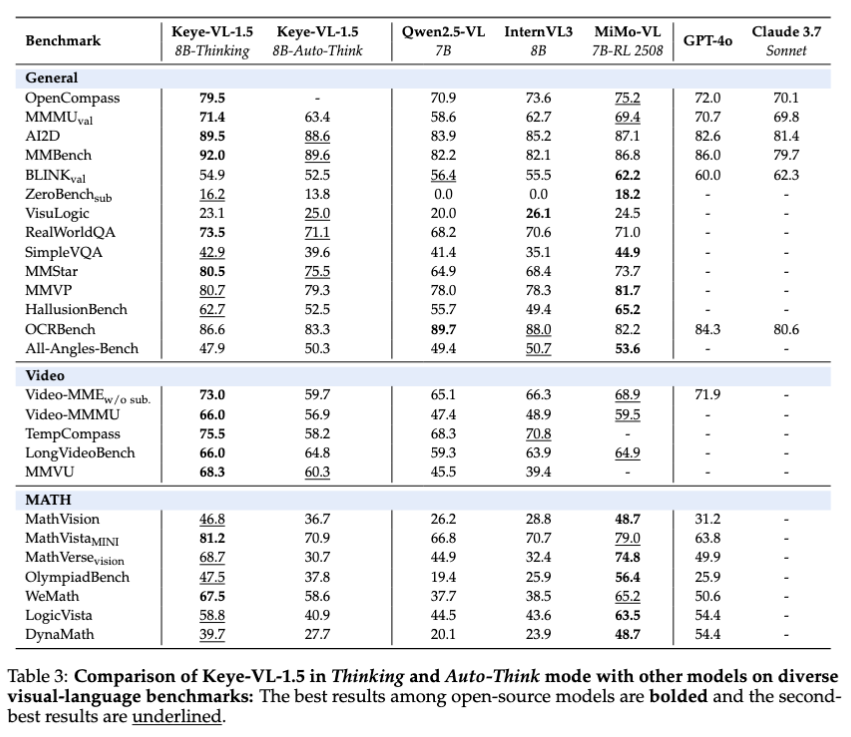 Benchmark Keye-VL-1.5 Keye-VL-1.5 Qwen2.5-VL InternVL3 MiMo-VL GPT-4o Claude 3.7
8B-Thinking 8B-Auto-Think 7B 8B 7B-RL 2508 Sonnet
General
OpenCompass 79.5 - 70.9 73.6 75.2 72.0 70.1
MMMUval 71.4 63.4 58.6 62.7 69.4 70.7 69.8
AI2D 89.5 88.6 83.9 85.2 87.1 82.6 81.4
MMBench 92.0 89.6 82.2 82.1 86.8 86.0 79.7
BLINKval 54.9 52.5 56.4 55.5 62.2 60.0 62.3
ZeroBenchsub 16.2 13.8 0.0 0.0 18.2 - -
VisuLogic 23.1 25.0 20.0 26.1 24.5 - -
RealWorldQA 73.5 71.1 68.2 70.6 71.0 - -
SimpleVQA 42.9 39.6 41.4 35.1 44.9 - -
MMStar 80.5 75.5 64.9 68.4 73.7 - -
MMVP 80.7 79.3 78.0 78.3 81.7 - -
HallusionBench 62.7 52.5 55.7 49.4 65.2 - -
OCRBench 86.6 83.3 89.7 88.0 82.2 84.3 80.6
All-Angles-Bench 47.9 50.3 49.4 50.7 53.6 - -
Video
Video-MMEw/o sub. 73.0 59.7 65.1 66.3 68.9 71.9 -
Video-MMMU 66.0 56.9 47.4 48.9 59.5 - -
TempCompass 75.5 58.2 68.3 70.8 - - -
LongVideoBench 66.0 64.8 59.3 63.9 64.9 - -
MMVU 68.3 60.3 45.5 39.4 - - -
MATH
MathVision 46.8 36.7 26.2 28.8 48.7 31.2 -
MathVistaMINI 81.2 70.9 66.8 70.7 79.0 63.8 -
MathVersevision 68.7 30.7 44.9 32.4 74.8 49.9 -
OlympiadBench 47.5 37.8 19.4 25.9 56.4 25.9 -
WeMath 67.5 58.6 37.7 38.5 65.2 50.6 -
LogicVista 58.8 40.9 44.5 43.6 63.5 54.4 -
DynaMath 39.7 27.7 20.1 23.9 48.7 54.4 -
Table 3: Comparison of Keye-VL-1.5 in Thinking and Auto-Think mode with other models on diverse
visual-language benchmarks: The best results among open-source models are bolded and the second-
best results are underlined.